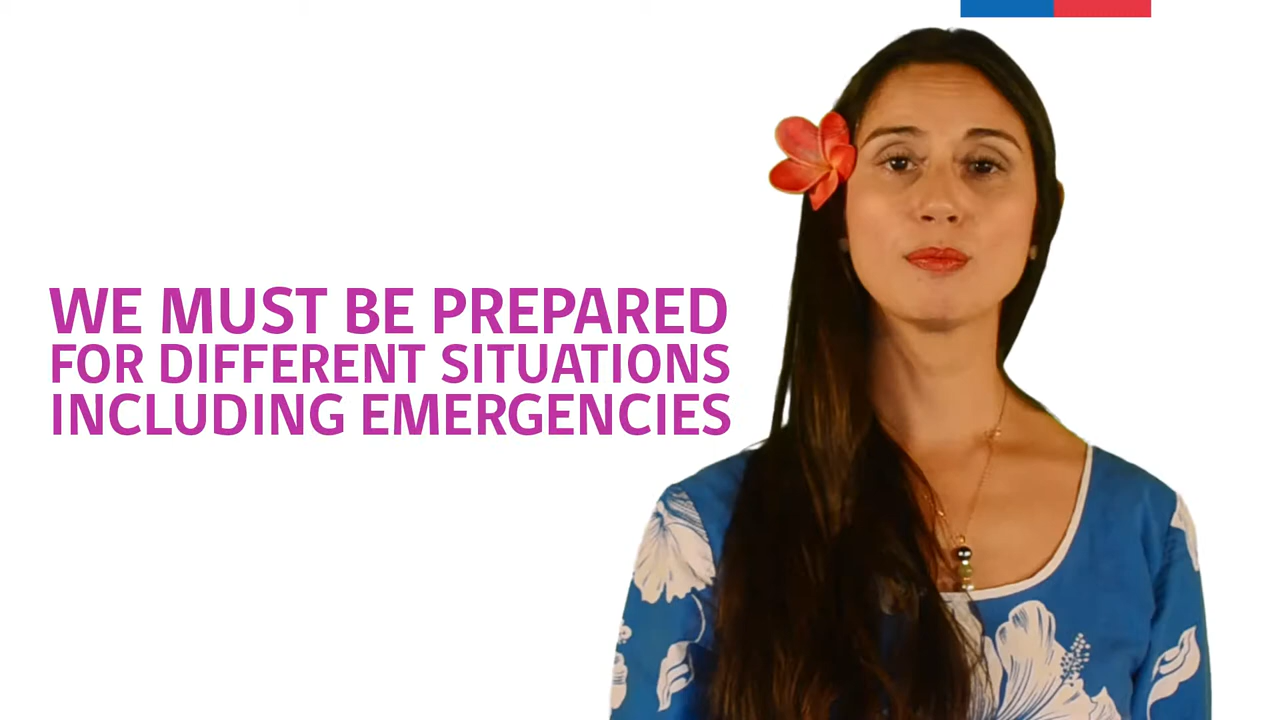 WE MUST BE PREPARED
FOR DIFFERENT SITUATIONS
INCLUDING EMERGENCIES